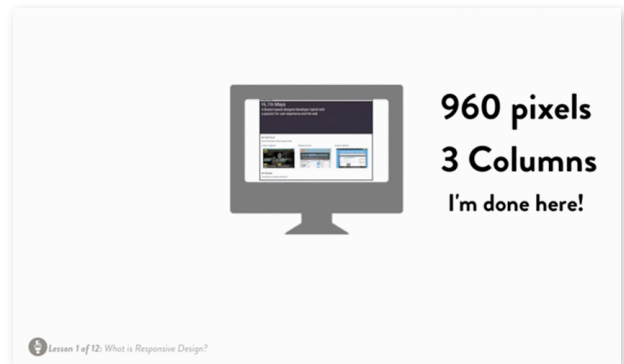 Hi, I'm Maya
960 pixels
3 Columns
I'm done here!
Lesson 1 of 12: What is Responsive Design?